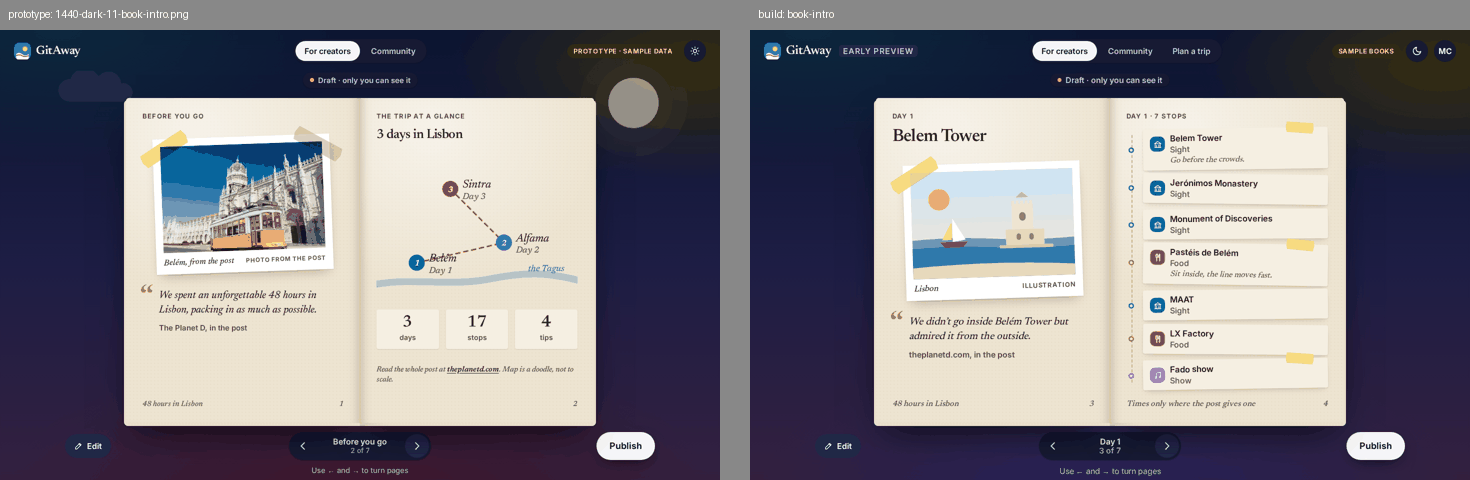 prototype: 1440-dark-11-book-intro.png
GitAway
For creators
Community
PROTOTYPE · SAMPLE DATA
Draft · only you can see it
BEFORE YOU GO
Belém, from the post
PHOTO FROM THE POST
“ We spent an unforgettable 48 hours in
Lisbon, packing in as much as possible.
The Planet D, in the post
48 hours in Lisbon
1
THE TRIP AT A GLANCE
3 days in Lisbon
3 Sintra
Day 3
2 Alfama
Day 2
1 Belém
Day 1
the Tagus
3
days
17
stops
4
tips
Read the whole post at theplanetd.com. Map is a doodle, not to
scale.
2
Edit
Before you go
2 of 7
Publish
Use ← and → to turn pages
build: book-intro
GitAway
EARLY PREVIEW
For creators
Community
Plan a trip
SAMPLE BOOKS
MC
Draft · only you can see it
DAY 1
Belem Tower
Lisbon
ILLUSTRATION
“ We didn't go inside Belém Tower but
admired it from the outside.
theplanetd.com, in the post
48 hours in Lisbon
3
DAY 1 · 7 STOPS
Belem Tower
Sight
Go before the crowds.
Jerónimos Monastery
Sight
Monument of Discoveries
Sight
Pastéis de Belém
Food
Sit inside, the line moves fast.
MAAT
Sight
LX Factory
Food
Fado show
Show
Times only where the post gives one
4
Edit
Day 1
3 of 7
Publish
Use ← and → to turn pages